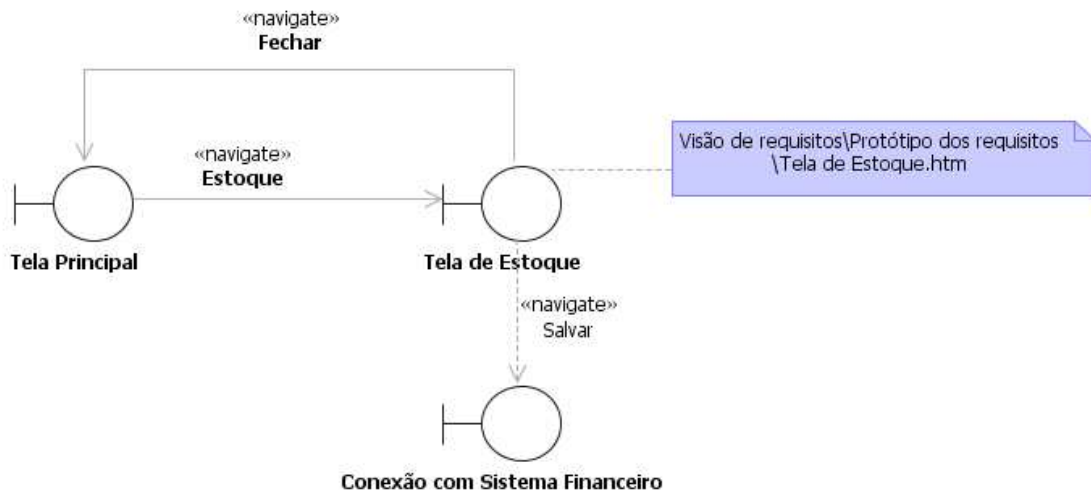 «navigate»
Fechar
«navigate»
Estoque
Visão de requisitos\Protótipo dos requisitos
\Tela de Estoque.htm
Tela Principal
Tela de Estoque
«navigate»
Salvar
Conexão com Sistema Financeiro